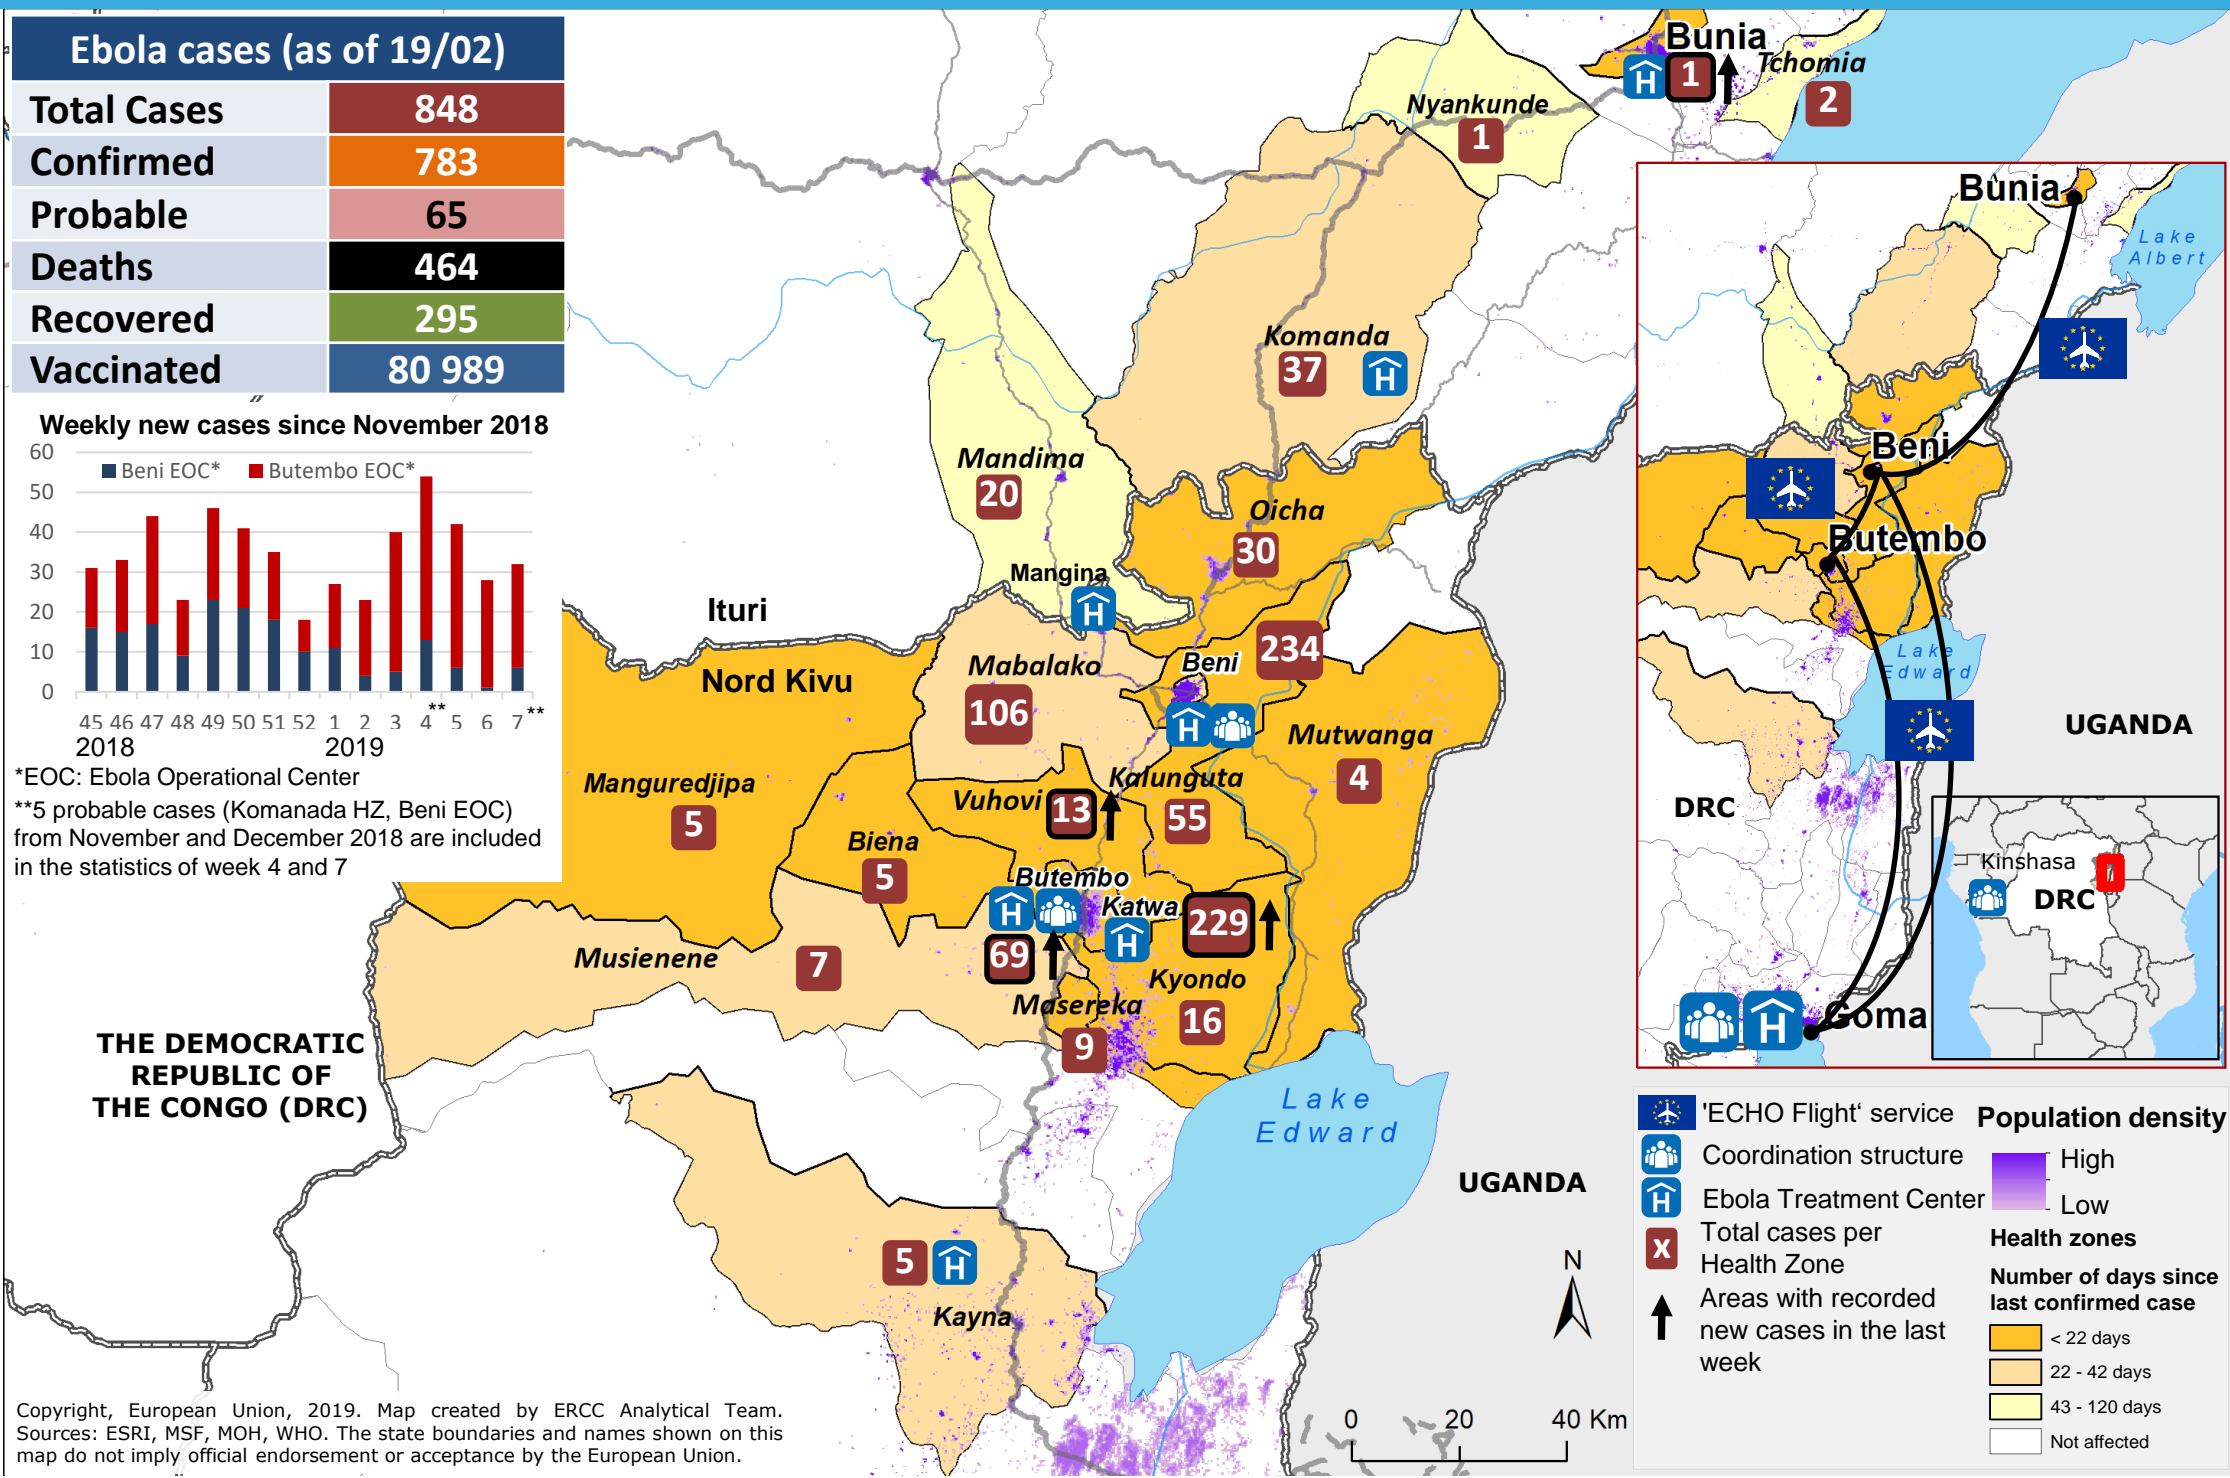 Ebola cases (as of 19/02)
Total Cases 848
Confirmed 783
Probable 65
Deaths 464
Recovered 295
Vaccinated 80 989
Weekly new cases since November 2018
60
50
40
30
20
10
0
Beni EOC* Butembo EOC*
45 46 47 48 49 50 51 52 1 2 3 4 ** 5 6 7 **
2018 2019
*EOC: Ebola Operational Center
**5 probable cases (Komanada HZ, Beni EOC)
from November and December 2018 are included
in the statistics of week 4 and 7
Bunia
1
Tchomia
2
Nyankunde
1
Komanda
37
Mandima
20
Oicha
30
Mangina
Ituri
Nord Kivu
Mabalako
106
Beni
234
Mutwanga
4
Manguredjipa
5
Vuhovi
13
Kalunguta
55
Biena
5
Butembo
69
Katwa
229
Musienene
7
Kyondo
16
Masereka
9
THE DEMOCRATIC
REPUBLIC OF
THE CONGO (DRC)
Lake
Edward
UGANDA
5
Kayna
N
0 20 40 Km
Bunia
Lake
Albert
Beni
Butembo
Lake
Edward
UGANDA
DRC
Goma
Kinshasa
DRC
'ECHO Flight‘ service
Coordination structure
Ebola Treatment Center
X
Total cases per
Health Zone
Areas with recorded
new cases in the last
week
Population density
High
Low
Health zones
Number of days since
last confirmed case
< 22 days
22 - 42 days
43 - 120 days
Not affected
Copyright, European Union, 2019. Map created by ERCC Analytical Team.
Sources: ESRI, MSF, MOH, WHO. The state boundaries and names shown on this
map do not imply official endorsement or acceptance by the European Union.